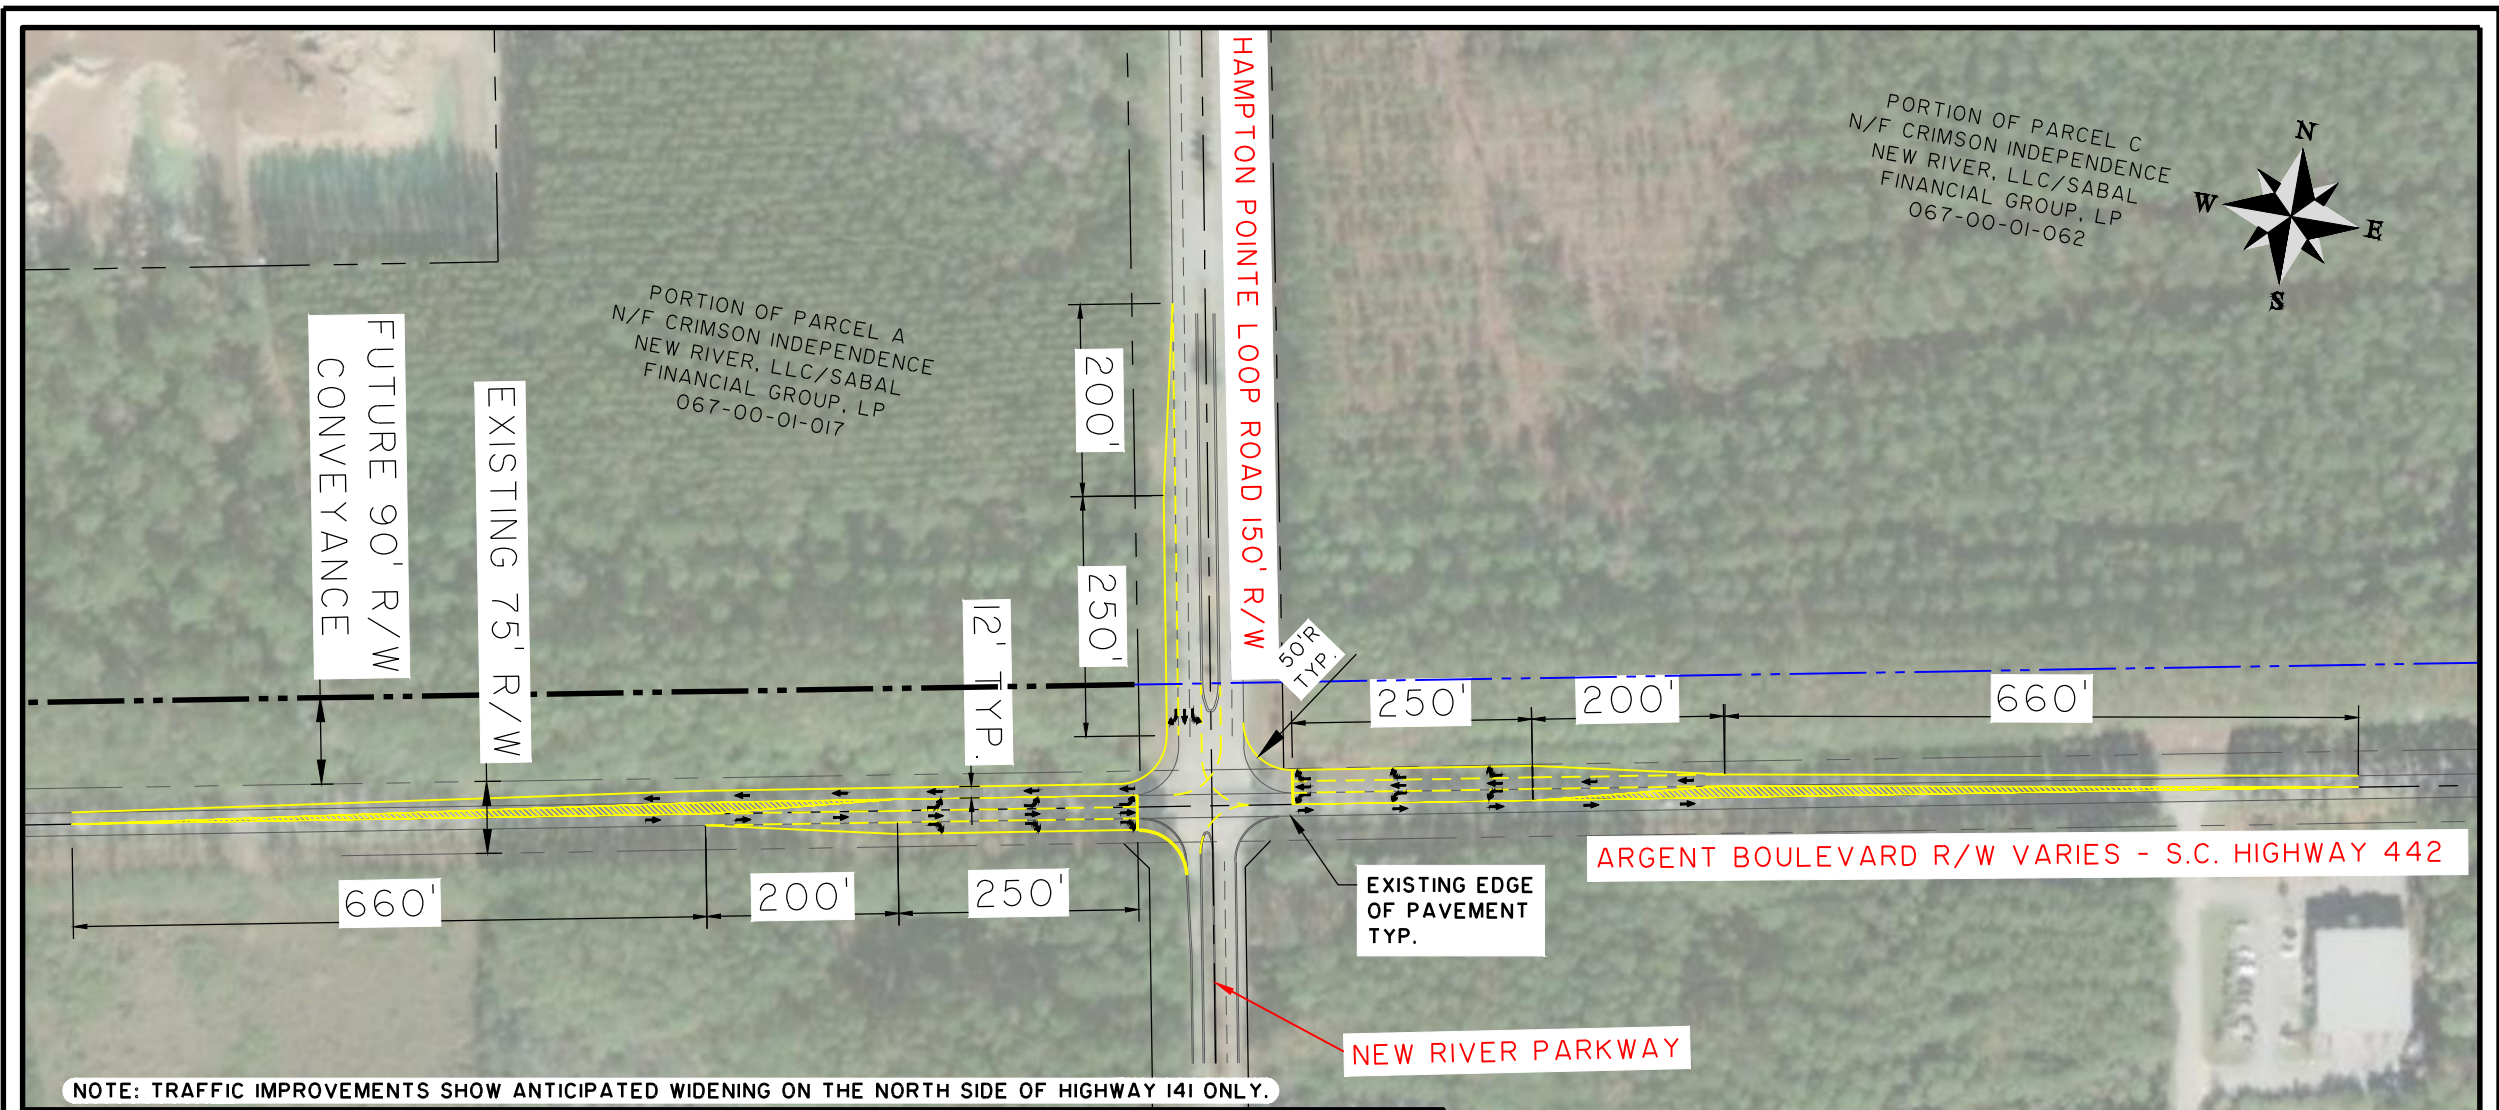 HAMPTON POINTE LOOP ROAD 150' R/W
PORTION OF PARCEL C
N/F CRIMSON INDEPENDENCE
NEW RIVER, LLC/SABAL
FINANCIAL GROUP, LP
067-00-01-062
N
W
E
S
PORTION OF PARCEL A
N/F CRIMSON INDEPENDENCE
NEW RIVER, LLC/SABAL
FINANCIAL GROUP, LP
067-00-01-017
FUTURE 90' R/W
CONVEYANCE
EXISTING 75' R/W
200'
250'
12' TYP.
50'R
TYP.
250'
200'
660'
ARGENT BOULEVARD R/W VARIES - S.C. HIGHWAY 442
660'
200'
250'
EXISTING EDGE
OF PAVEMENT
TYP.
NEW RIVER PARKWAY
NOTE: TRAFFIC IMPROVEMENTS SHOW ANTICIPATED WIDENING ON THE NORTH SIDE OF HIGHWAY 141 ONLY.